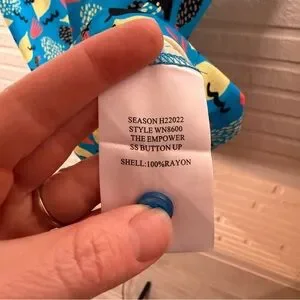 SEASON H22022
STYLE WN8600
THE EMPOWER
SS BUTTON UP
SHELL:100%RAYON